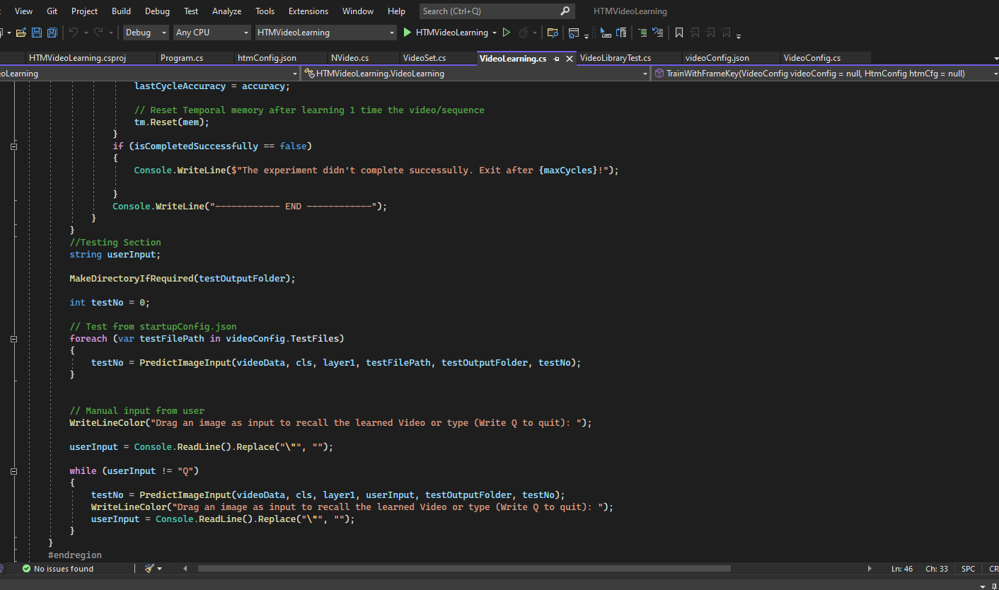 View Git Project Build Debug Test Analyze Tools Extensions Window Help Search (Ctrl+Q) HTMVideoLearning
Debug Any CPU HTMVideoLearning HTMVideoLearning
HTMVideoLearning.csproj Program.cs htmConfig.json NVideo.cs VideoSet.cs VideoLearning.cs VideoLibraryTest.cs videoConfig.json VideoConfig.cs
eoLearning HTMVideoLearning.VideoLearning TrainWithFrameKey(VideoConfig videoConfig = null, HtmConfig htmCfg = null)
lastCycleAccuracy = accuracy;
// Reset Temporal memory after learning 1 time the video/sequence
tm.Reset(mem);
}
if (isCompletedSuccessfully == false)
{
Console.WriteLine($"The experiment didn't complete successully. Exit after {maxCycles}!");
}
Console.WriteLine("------------ END ------------");
}
}
//Testing Section
string userInput;
MakeDirectoryIfRequired(testOutputFolder);
int testNo = 0;
// Test from startupConfig.json
foreach (var testFilePath in videoConfig.TestFiles)
{
testNo = PredictImageInput(videoData, cls, layer1, testFilePath, testOutputFolder, testNo);
}
// Manual input from user
WriteLineColor("Drag an image as input to recall the learned Video or type (Write Q to quit): ");
userInput = Console.ReadLine().Replace("\"", "");
while (userInput != "Q")
{
testNo = PredictImageInput(videoData, cls, layer1, userInput, testOutputFolder, testNo);
WriteLineColor("Drag an image as input to recall the learned Video or type (Write Q to quit): ");
userInput = Console.ReadLine().Replace("\"", "");
}
}
#endregion
No issues found Ln: 46 Ch: 33 SPC CR